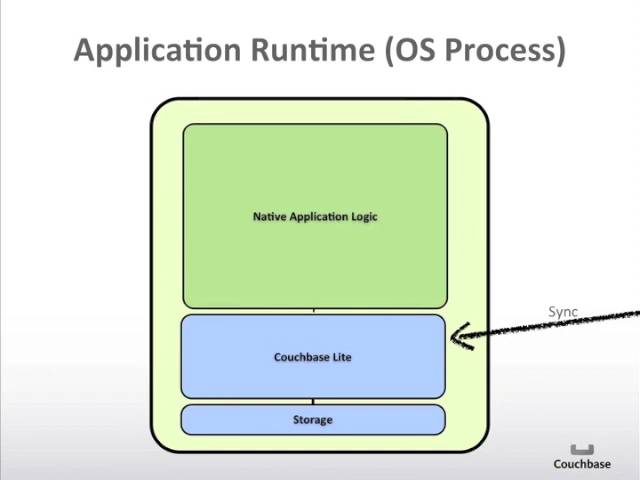 Application Runtime (OS Process)
Native Application Logic
Sync
Couchbase Lite
Storage
Couchbase